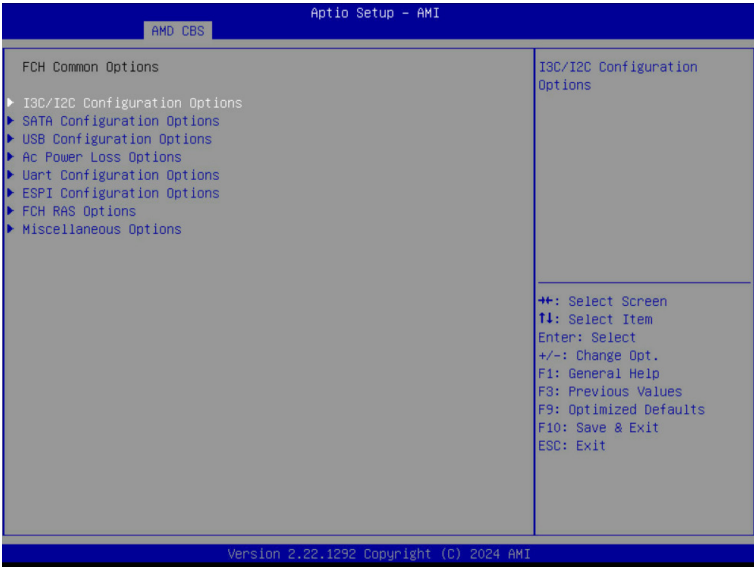 Aptio Setup – AMI
AMD CBS
FCH Common Options
I3C/I2C Configuration Options
SATA Configuration Options
USB Configuration Options
Ac Power Loss Options
Uart Configuration Options
ESPI Configuration Options
FCH RAS Options
Miscellaneous Options
I3C/I2C Configuration
Options
→←: Select Screen
↑↓: Select Item
Enter: Select
+/-: Change Opt.
F1: General Help
F3: Previous Values
F9: Optimized Defaults
F10: Save & Exit
ESC: Exit
Version 2.22.1292 Copyright (C) 2024 AMI